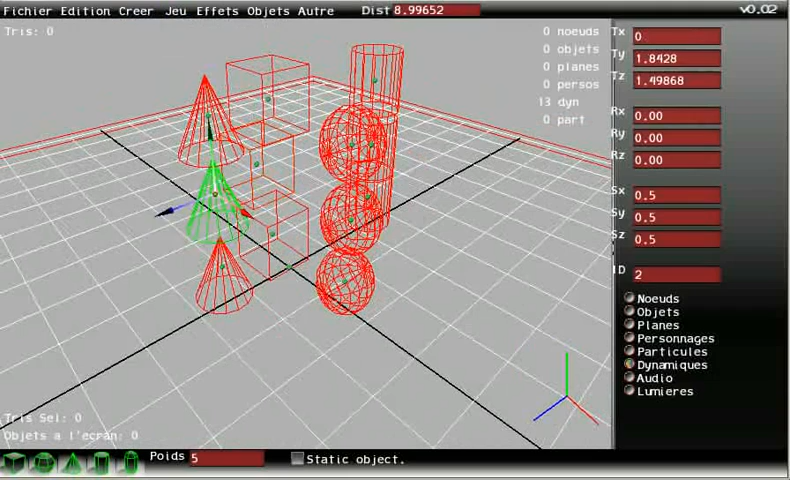 Fichier Edition Creer Jeu Effets Objets Autre Dist 8.99652 v0.02
Tris: 0
0 noeuds
0 objets
0 planes
0 persos
13 dyn
0 part
Tx 0
Ty 1.8428
Tz 1.49868
Rx 0.00
Ry 0.00
Rz 0.00
Sx 0.5
Sy 0.5
Sz 0.5
ID 2
Noeuds
Objets
Planes
Personnages
Particules
Dynamiques
Audio
Lumieres
Tris Sel: 0
Objets a l'ecran: 0
Poids 5 Static object.